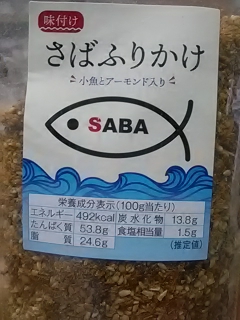 味付け
さばふりかけ
小魚とアーモンド入り
SABA
栄養成分表示(100g当たり)
エネルギー 492kcal 炭水化物 13.8g
たんぱく質 53.8g 食塩相当量 1.5g
脂質 24.6g (推定値)